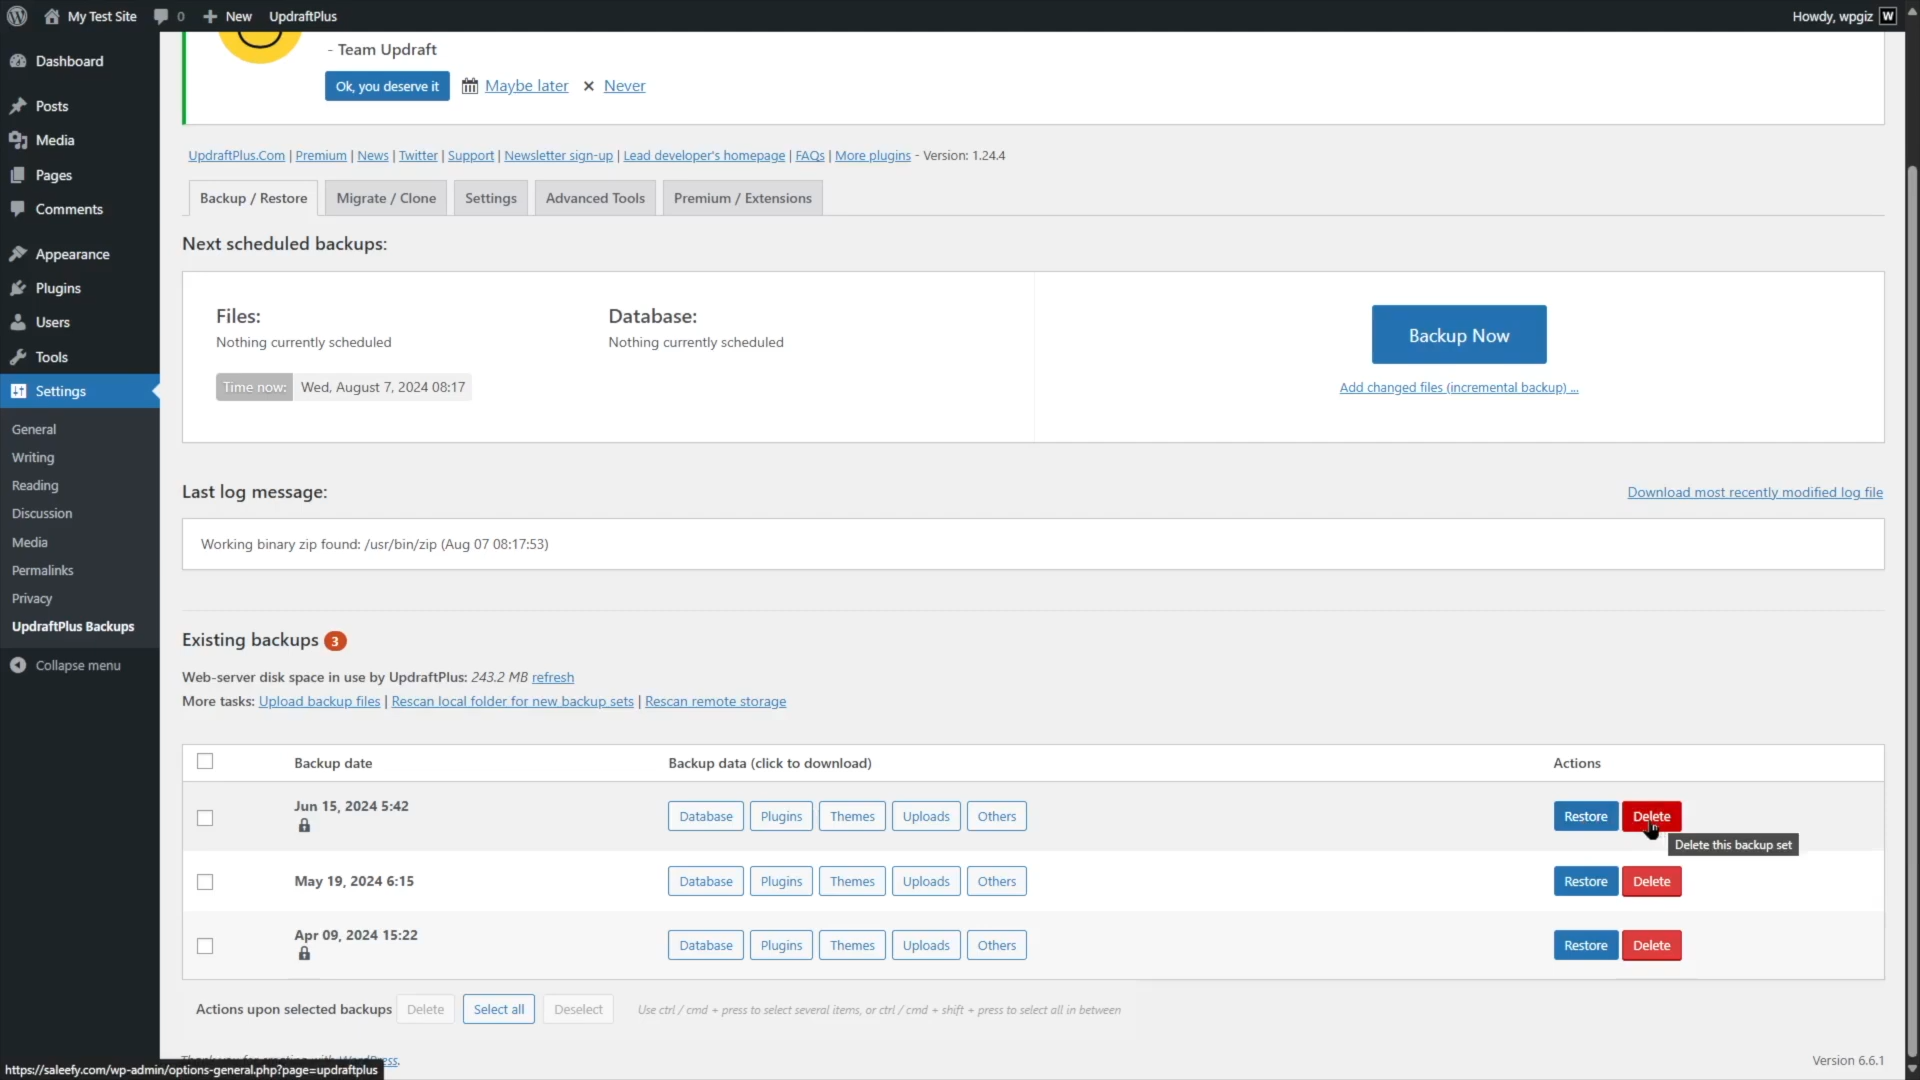 My Test Site 0 New UpdraftPlus Howdy, wpgiz W
Dashboard
Posts
Media
Pages
Comments
Appearance
Plugins
Users
Tools
Settings
General
Writing
Reading
Discussion
Media
Permalinks
Privacy
UpdraftPlus Backups
Collapse menu
- Team Updraft
Ok, you deserve it Maybe later Never
UpdraftPlus.Com | Premium | News | Twitter | Support | Newsletter sign-up | Lead developer's homepage | FAQs | More plugins - Version: 1.24.4
Backup / Restore Migrate / Clone Settings Advanced Tools Premium / Extensions
Next scheduled backups:
Files: Database:
Nothing currently scheduled Nothing currently scheduled
Time now: Wed, August 7, 2024 08:17
Backup Now
Add changed files (incremental backup) ...
Last log message: Download most recently modified log file
Working binary zip found: /usr/bin/zip (Aug 07 08:17:53)
Existing backups 3
Web-server disk space in use by UpdraftPlus: 243.2 MB refresh
More tasks: Upload backup files | Rescan local folder for new backup sets | Rescan remote storage
Backup date Backup data (click to download) Actions
Jun 15, 2024 5:42 Database Plugins Themes Uploads Others Restore Delete
Delete this backup set
May 19, 2024 6:15 Database Plugins Themes Uploads Others Restore Delete
Apr 09, 2024 15:22 Database Plugins Themes Uploads Others Restore Delete
Actions upon selected backups Delete Select all Deselect Use ctrl / cmd + press to select several items, or ctrl / cmd + shift + press to select all in between
Version 6.6.1
https://saleefy.com/wp-admin/options-general.php?page=updraftplus